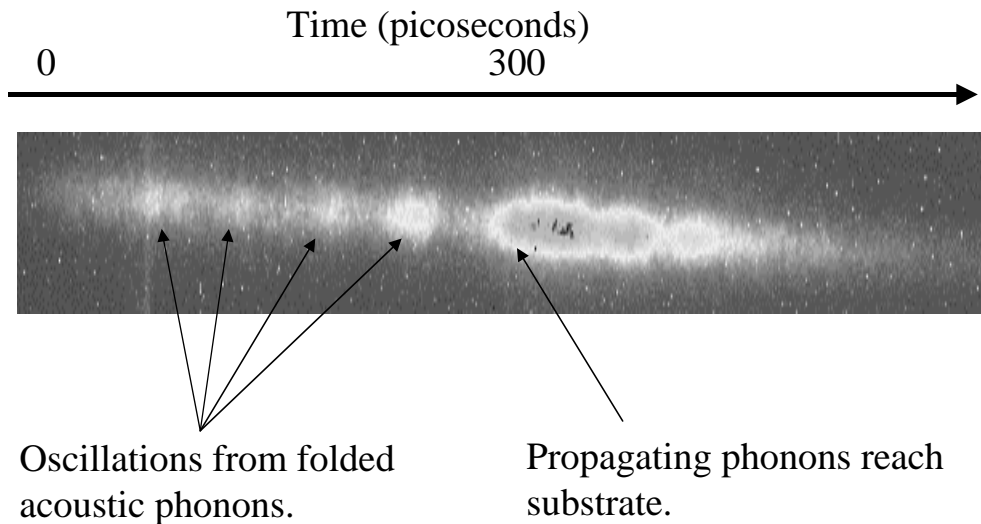 Time (picoseconds)
0 300
Oscillations from folded
acoustic phonons.
Propagating phonons reach
substrate.